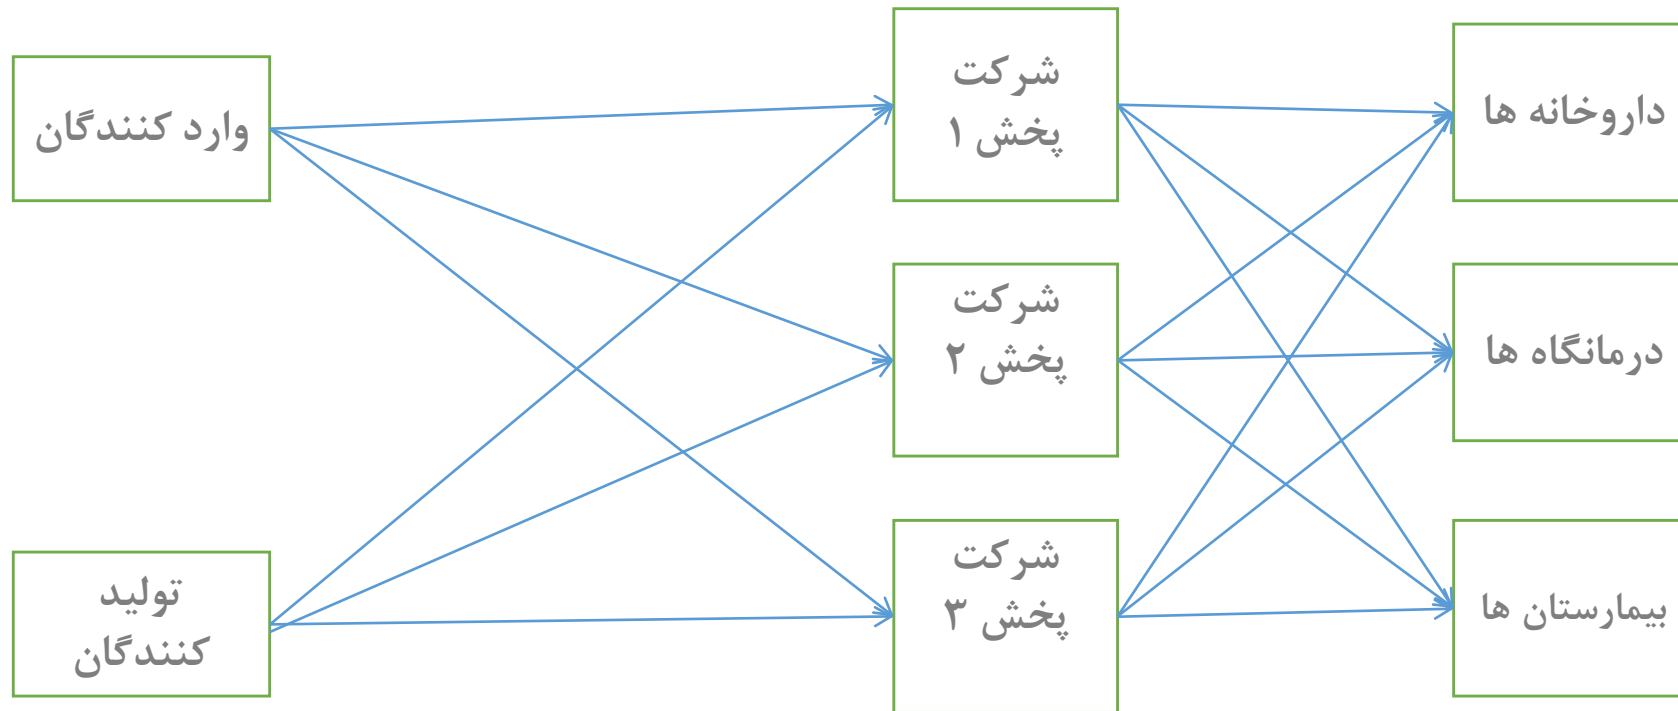 وارد کنندگان
تولید
کنندگان
شرکت
پخش ۱
شرکت
پخش ۲
شرکت
پخش ۳
داروخانه ها
درمانگاه ها
بیمارستان ها